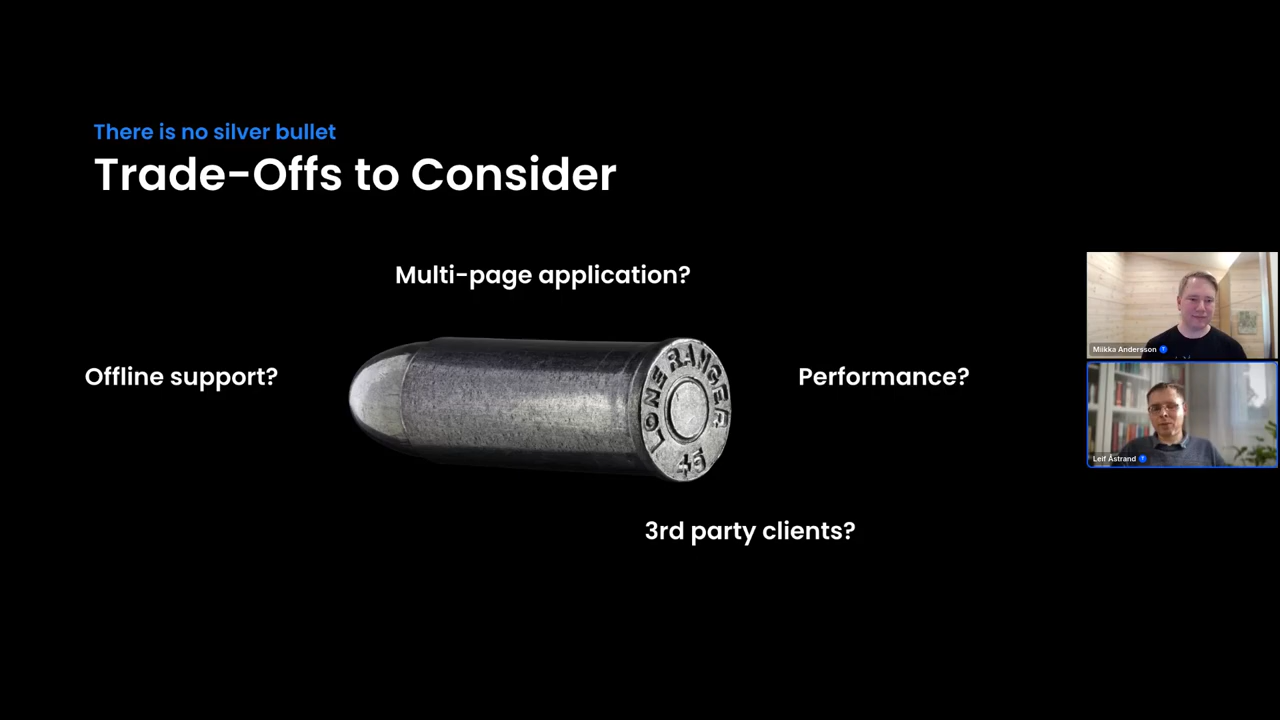 There is no silver bullet
Trade-Offs to Consider
Multi-page application?
Offline support?
LONE RANGER
45
Performance?
3rd party clients?
Miikka Andersson
Leif Åstrand